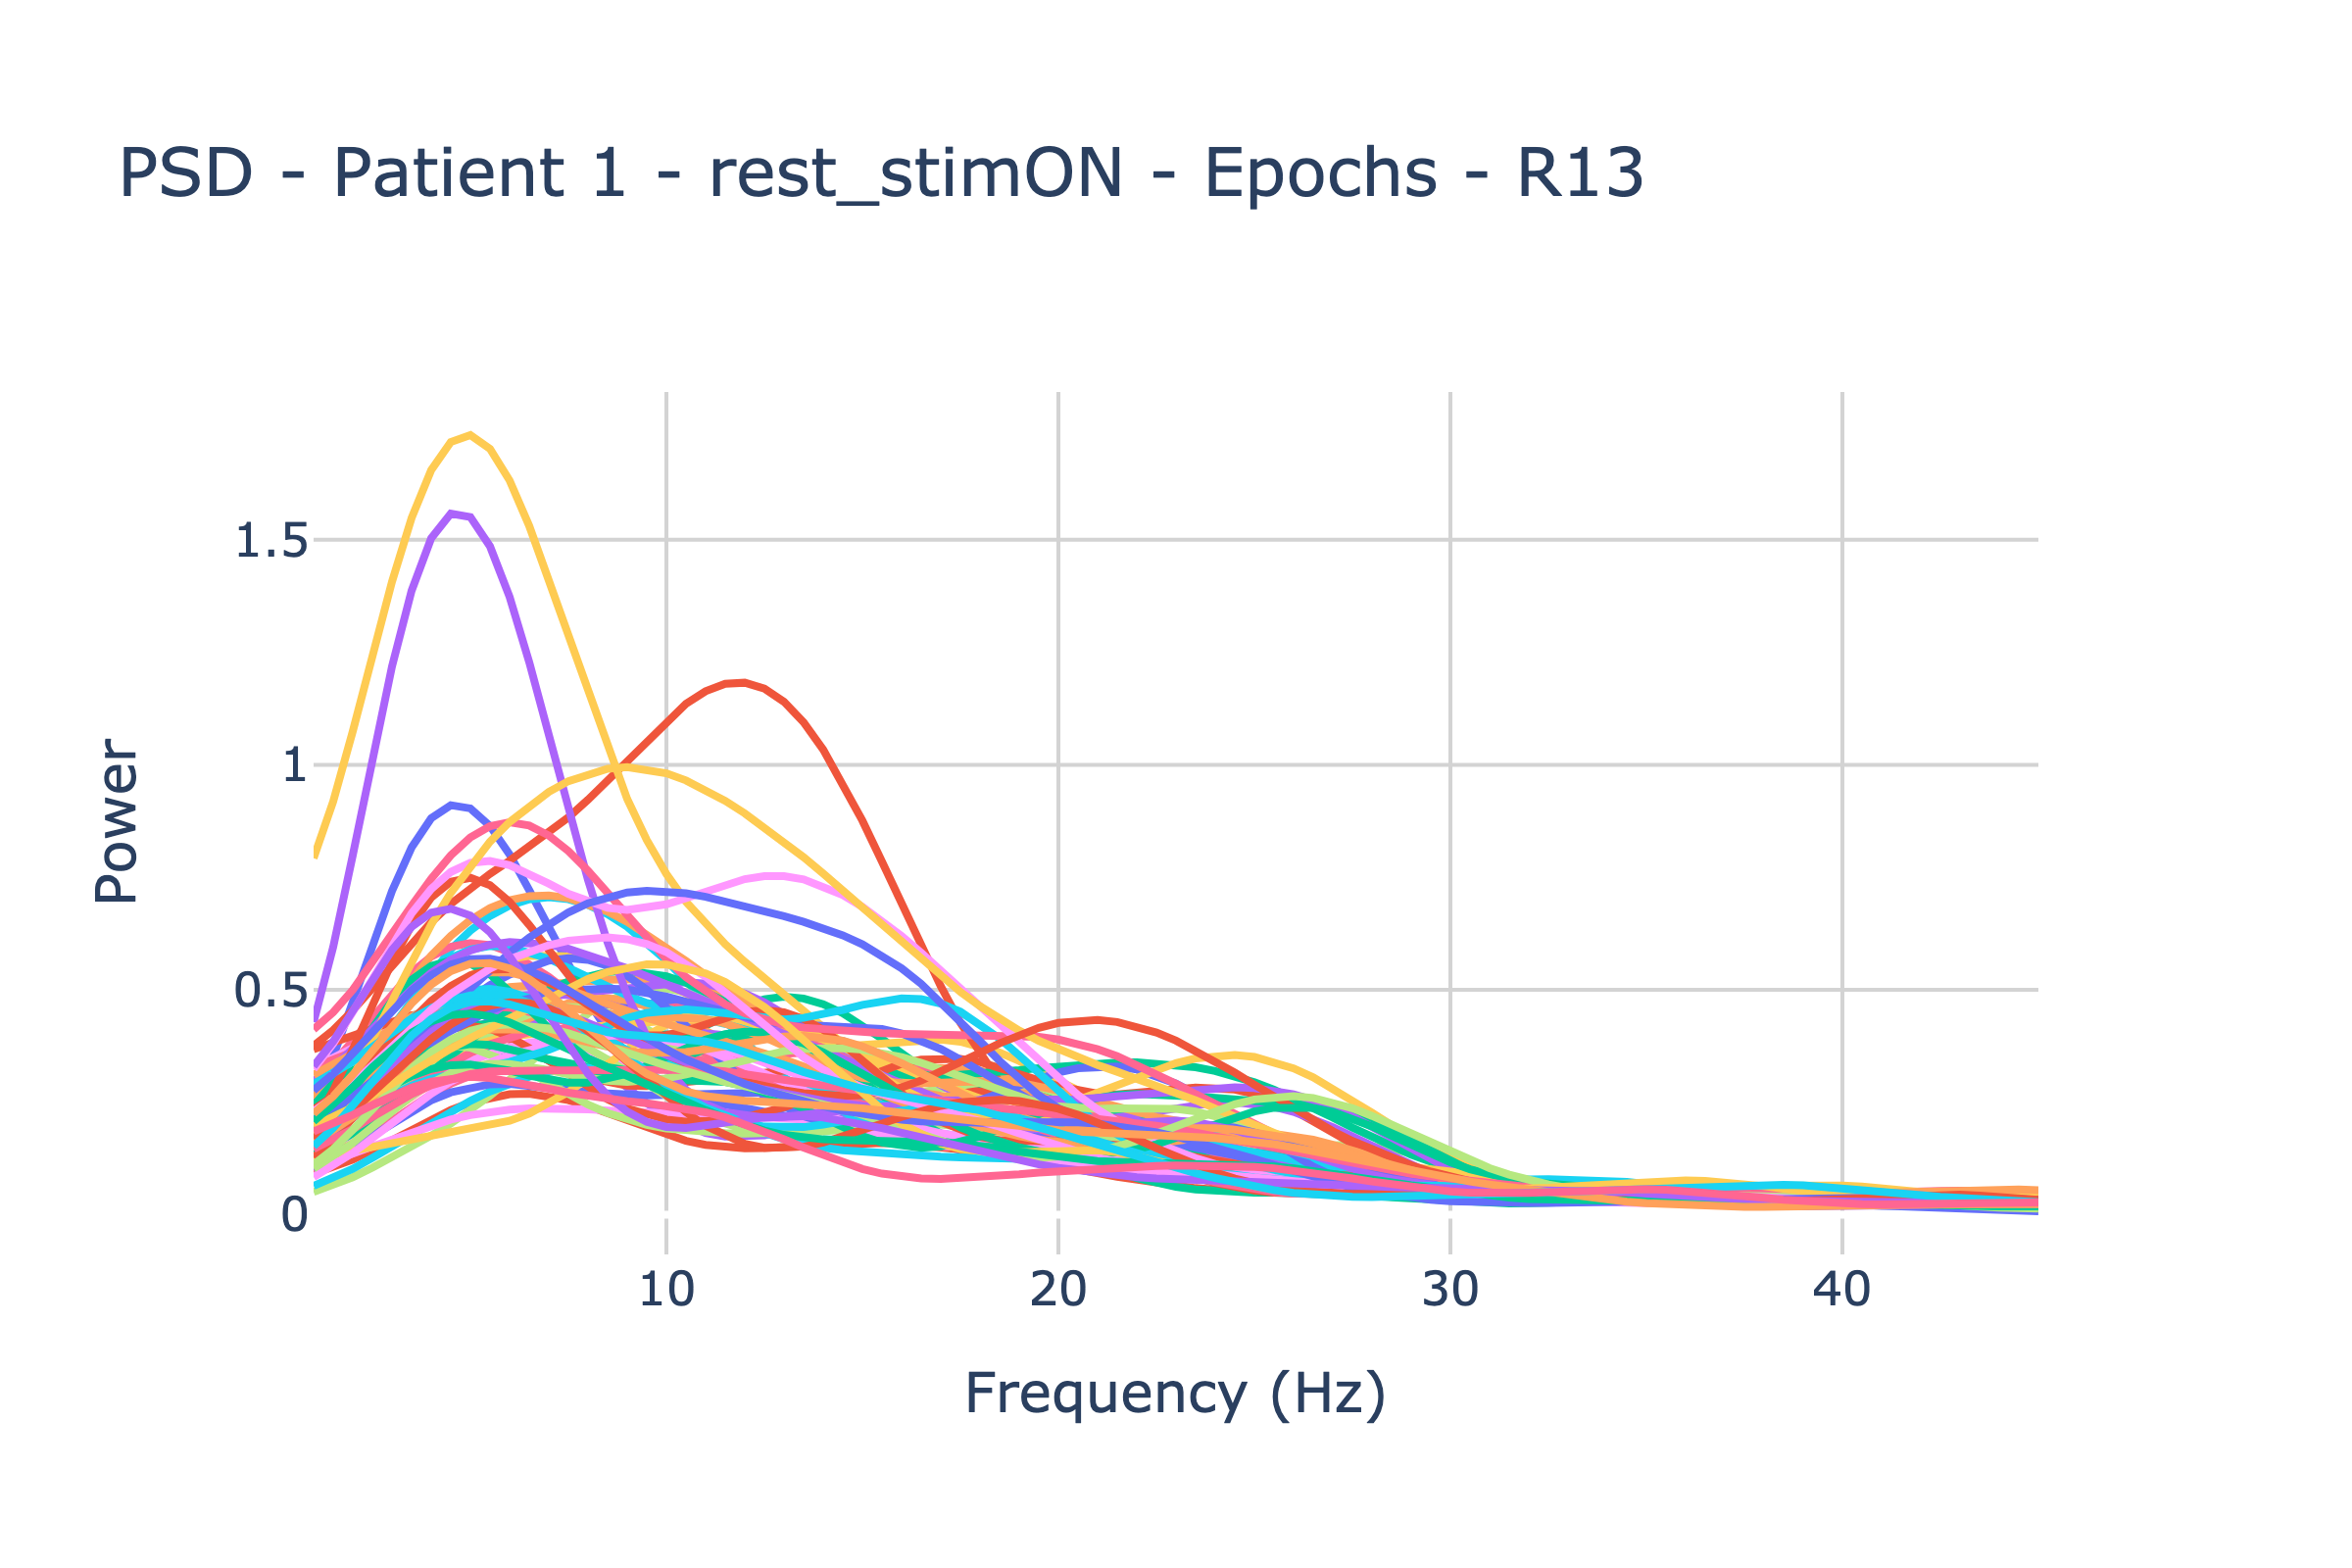 PSD - Patient 1 - rest_stimON - Epochs - R13
1.5
1
0.5
0
Power
10 20 30 40
Frequency (Hz)